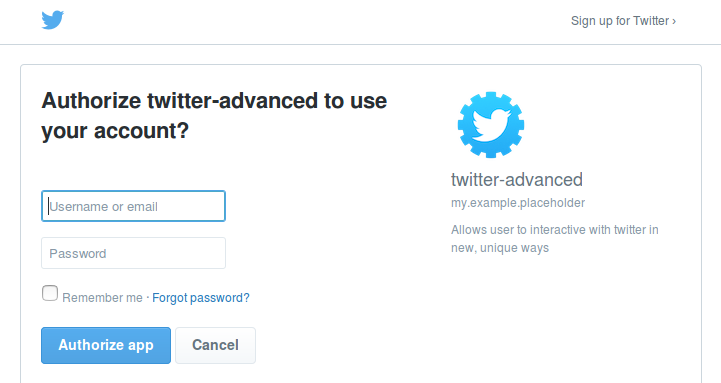 Sign up for Twitter ›
Authorize twitter-advanced to use
your account?
Username or email
Password
Remember me · Forgot password?
Authorize app
Cancel
twitter-advanced
my.example.placeholder
Allows user to interactive with twitter in
new, unique ways